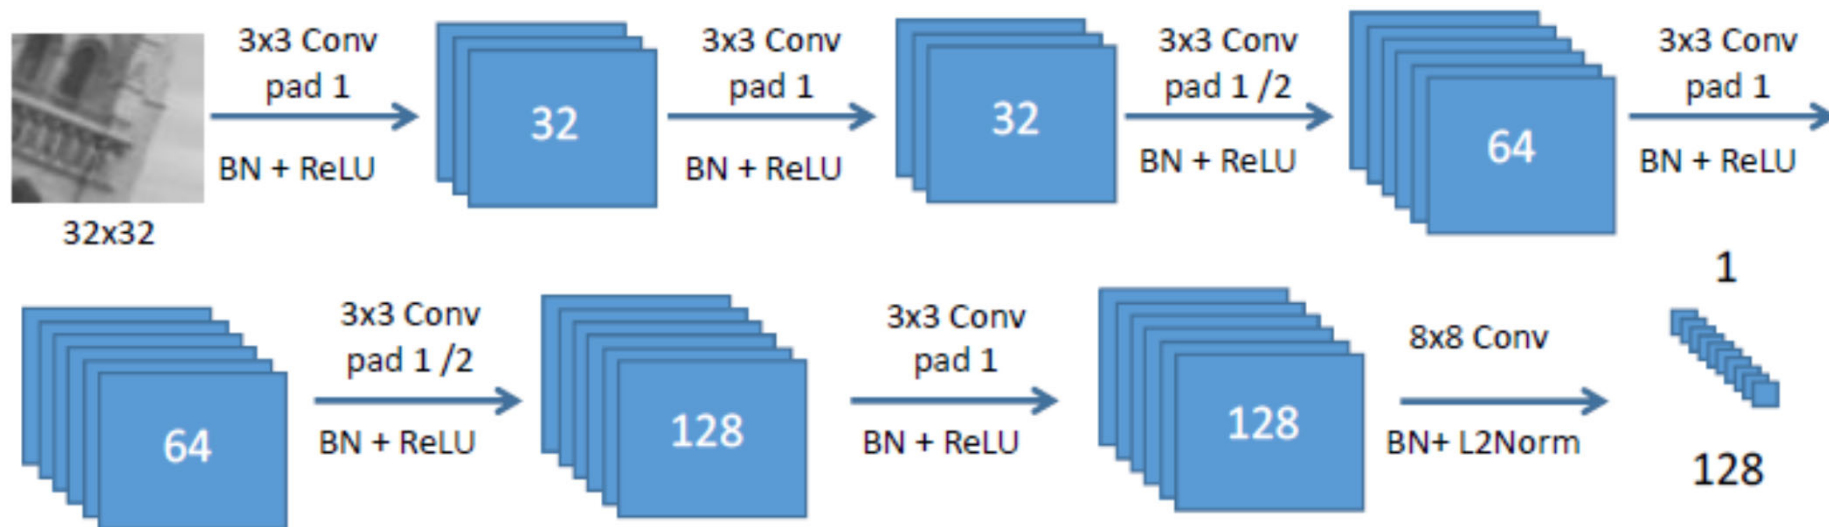 3x3 Conv
pad 1
BN + ReLU
32x32
32
3x3 Conv
pad 1
BN + ReLU
32
3x3 Conv
pad 1 /2
BN + ReLU
64
3x3 Conv
pad 1
BN + ReLU
64
3x3 Conv
pad 1 /2
BN + ReLU
128
3x3 Conv
pad 1
BN + ReLU
128
8x8 Conv
BN+ L2Norm
1
128